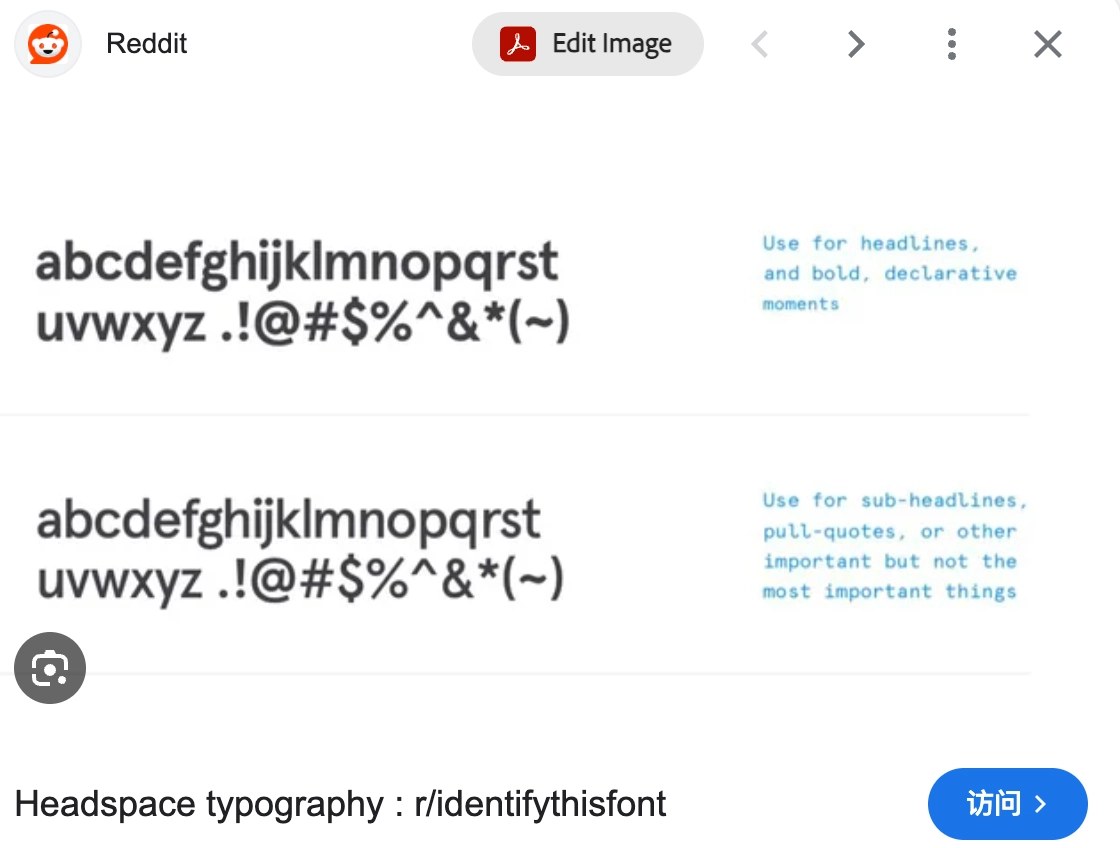 Reddit
Edit Image
abcdefghijklmnopqrst
uvwxyz .!@#$%^&*(~)
Use for headlines,
and bold, declarative
moments
abcdefghijklmnopqrst
uvwxyz .!@#$%^&*(~)
Use for sub-headlines,
pull-quotes, or other
important but not the
most important things
Headspace typography : r/identifythisfont
访问